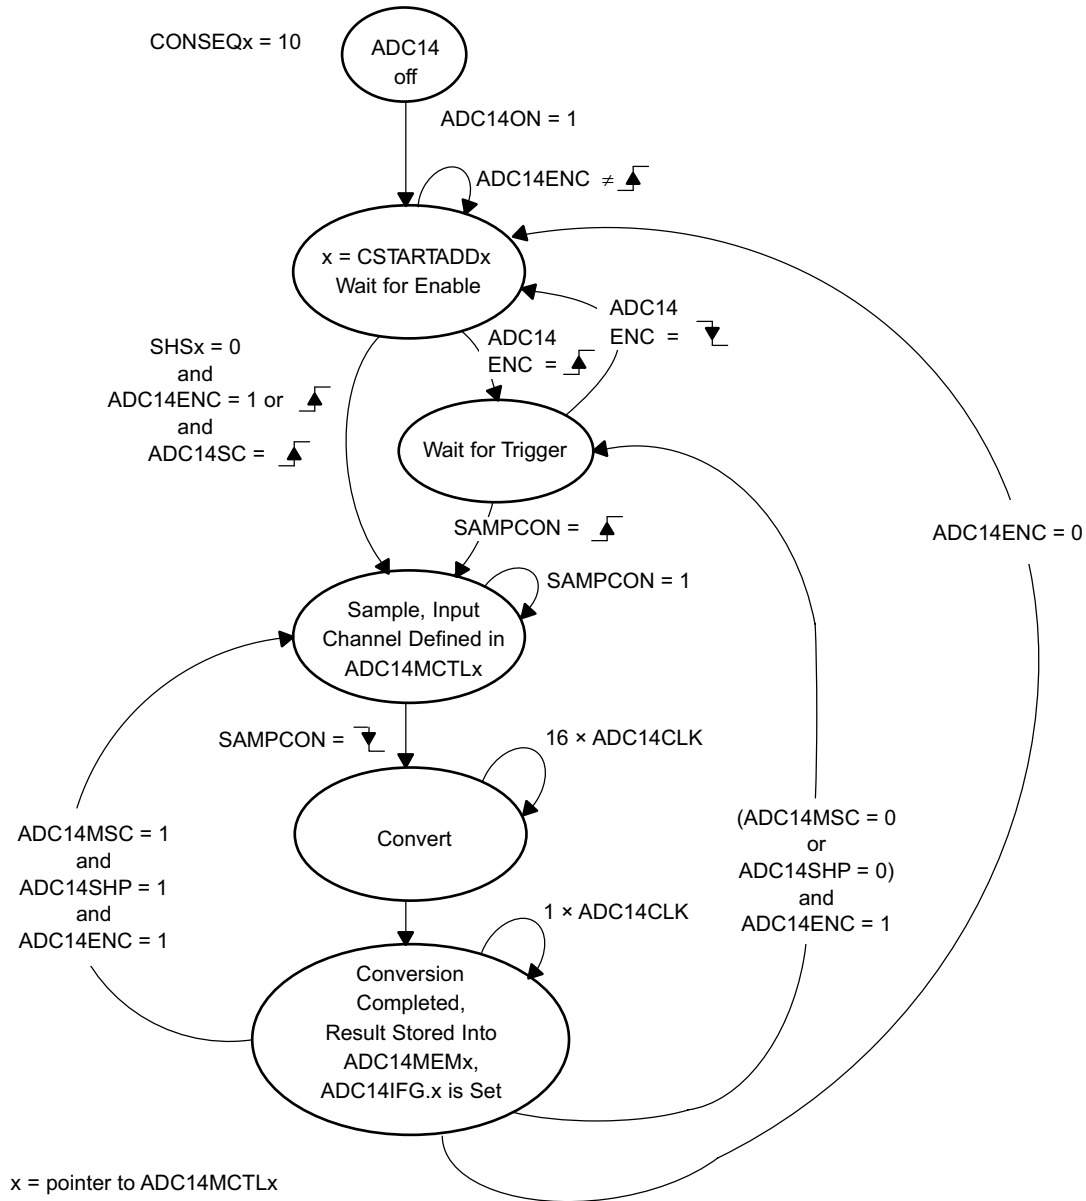 CONSEQx = 10
ADC14
off
ADC14ON = 1
ADC14ENC ≠
x = CSTARTADDx
Wait for Enable
ADC14
ENC =
ADC14
ENC =
SHSx = 0
and
ADC14ENC = 1 or
and
ADC14SC =
Wait for Trigger
SAMPCON =
ADC14ENC = 0
SAMPCON = 1
Sample, Input
Channel Defined in
ADC14MCTLx
SAMPCON =
16 × ADC14CLK
Convert
ADC14MSC = 1
and
ADC14SHP = 1
and
ADC14ENC = 1
(ADC14MSC = 0
or
ADC14SHP = 0)
and
ADC14ENC = 1
1 × ADC14CLK
Conversion
Completed,
Result Stored Into
ADC14MEMx,
ADC14IFG.x is Set
x = pointer to ADC14MCTLx